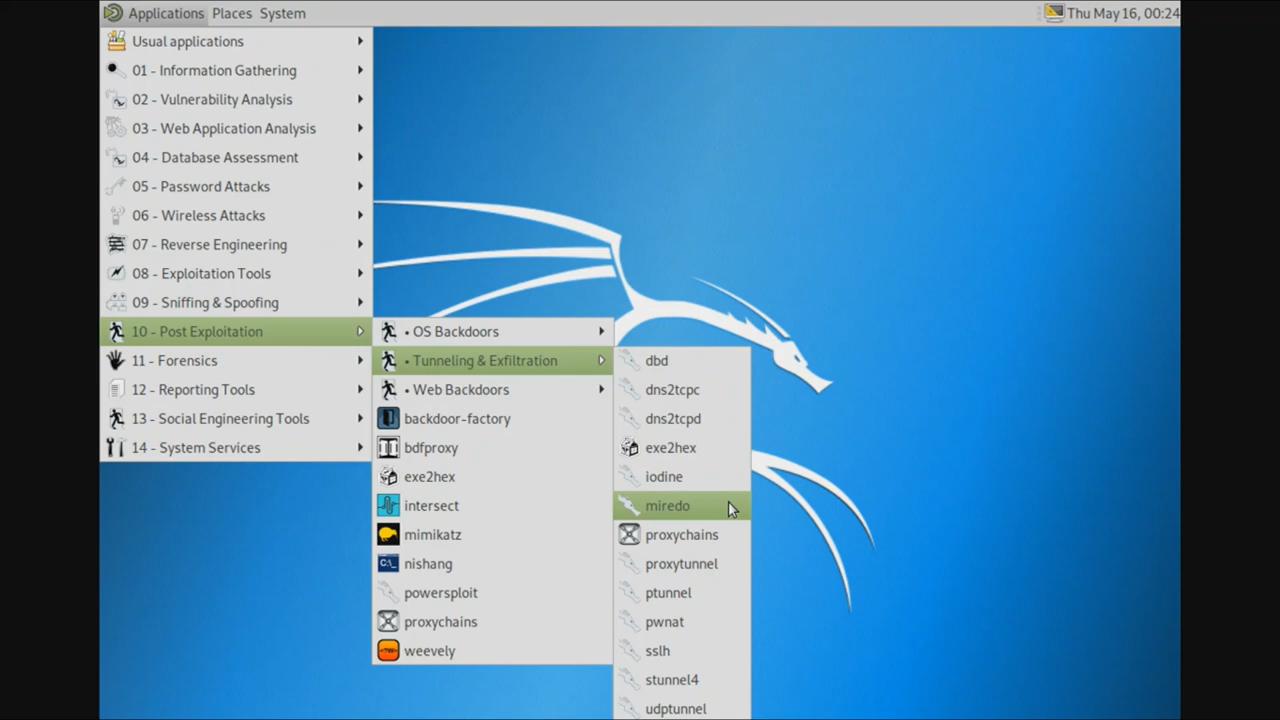 Applications Places System Thu May 16, 00:24
Usual applications
01 - Information Gathering
02 - Vulnerability Analysis
03 - Web Application Analysis
04 - Database Assessment
05 - Password Attacks
06 - Wireless Attacks
07 - Reverse Engineering
08 - Exploitation Tools
09 - Sniffing & Spoofing
10 - Post Exploitation
11 - Forensics
12 - Reporting Tools
13 - Social Engineering Tools
14 - System Services
• OS Backdoors
• Tunneling & Exfiltration
• Web Backdoors
backdoor-factory
bdfproxy
exe2hex
intersect
mimikatz
nishang
powersploit
proxychains
weevely
dbd
dns2tcpc
dns2tcpd
exe2hex
iodine
miredo
proxychains
proxytunnel
ptunnel
pwnat
sslh
stunnel4
udptunnel